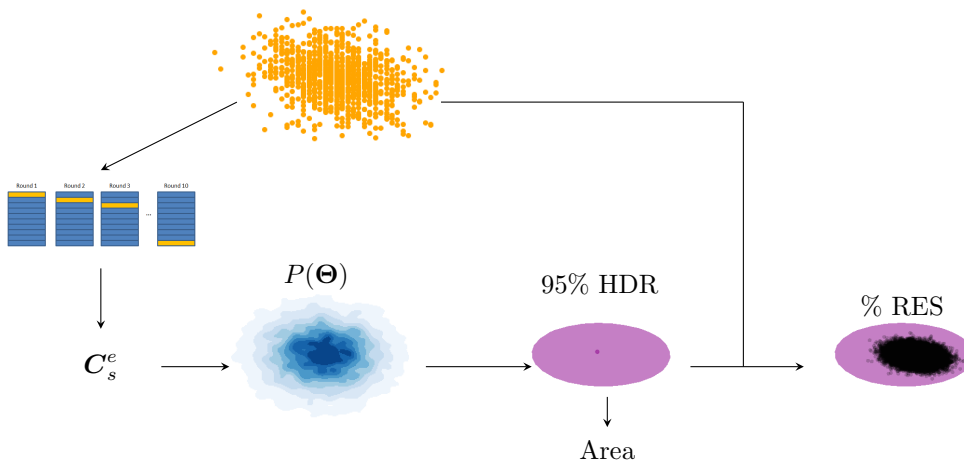 Round 1 Round 2 Round 3 Round 10
...
P(Θ)
95% HDR
% RES
C_s^e
Area